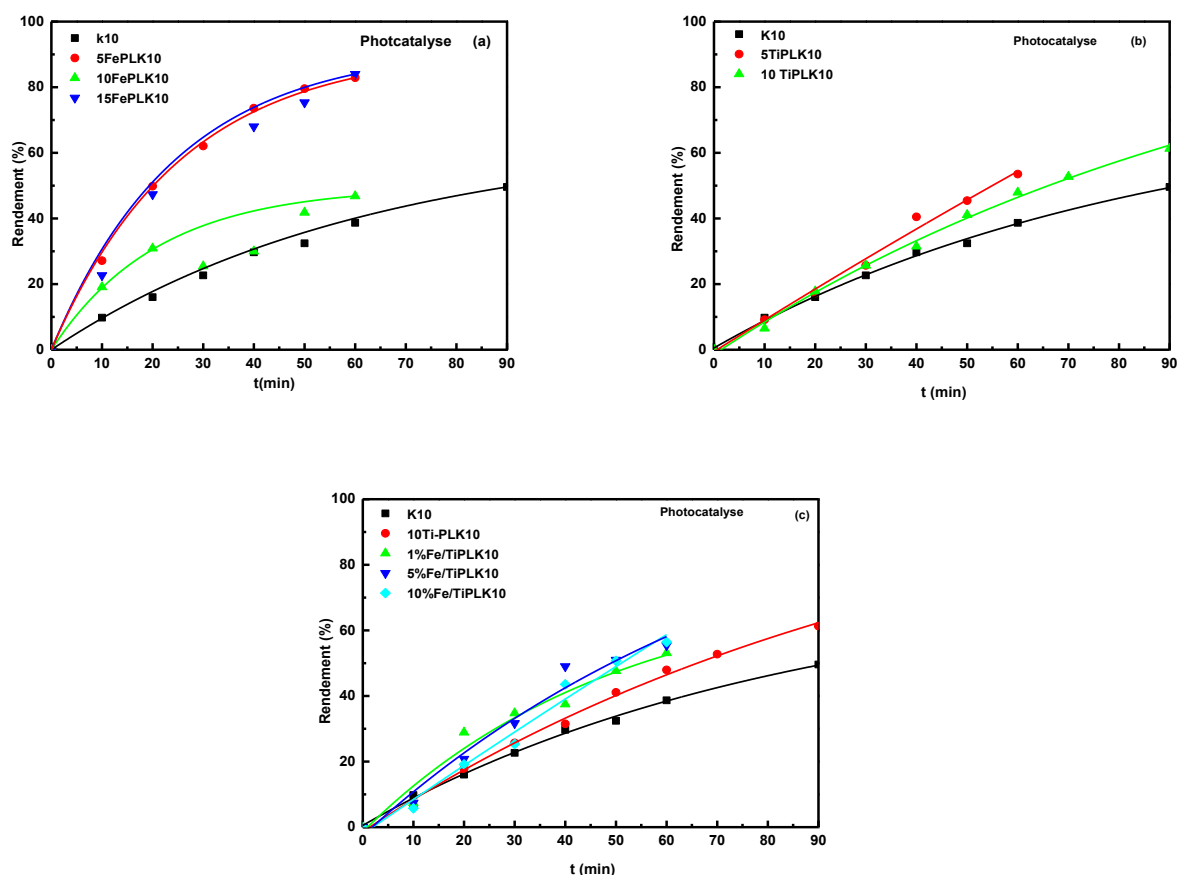 Photcatalyse (a)
k10
5FePLK10
10FePLK10
15FePLK10
Rendement (%)
100
80
60
40
20
0
0 10 20 30 40 50 60 70 80 90
t(min)
Photocatalyse (b)
K10
5TiPLK10
10 TiPLK10
Rendement (%)
100
80
60
40
20
0
0 10 20 30 40 50 60 70 80 90
t (min)
Photocatalyse (c)
K10
10Ti-PLK10
1%Fe/TiPLK10
5%Fe/TiPLK10
10%Fe/TiPLK10
Rendement (%)
100
80
60
40
20
0
0 10 20 30 40 50 60 70 80 90
t (min)